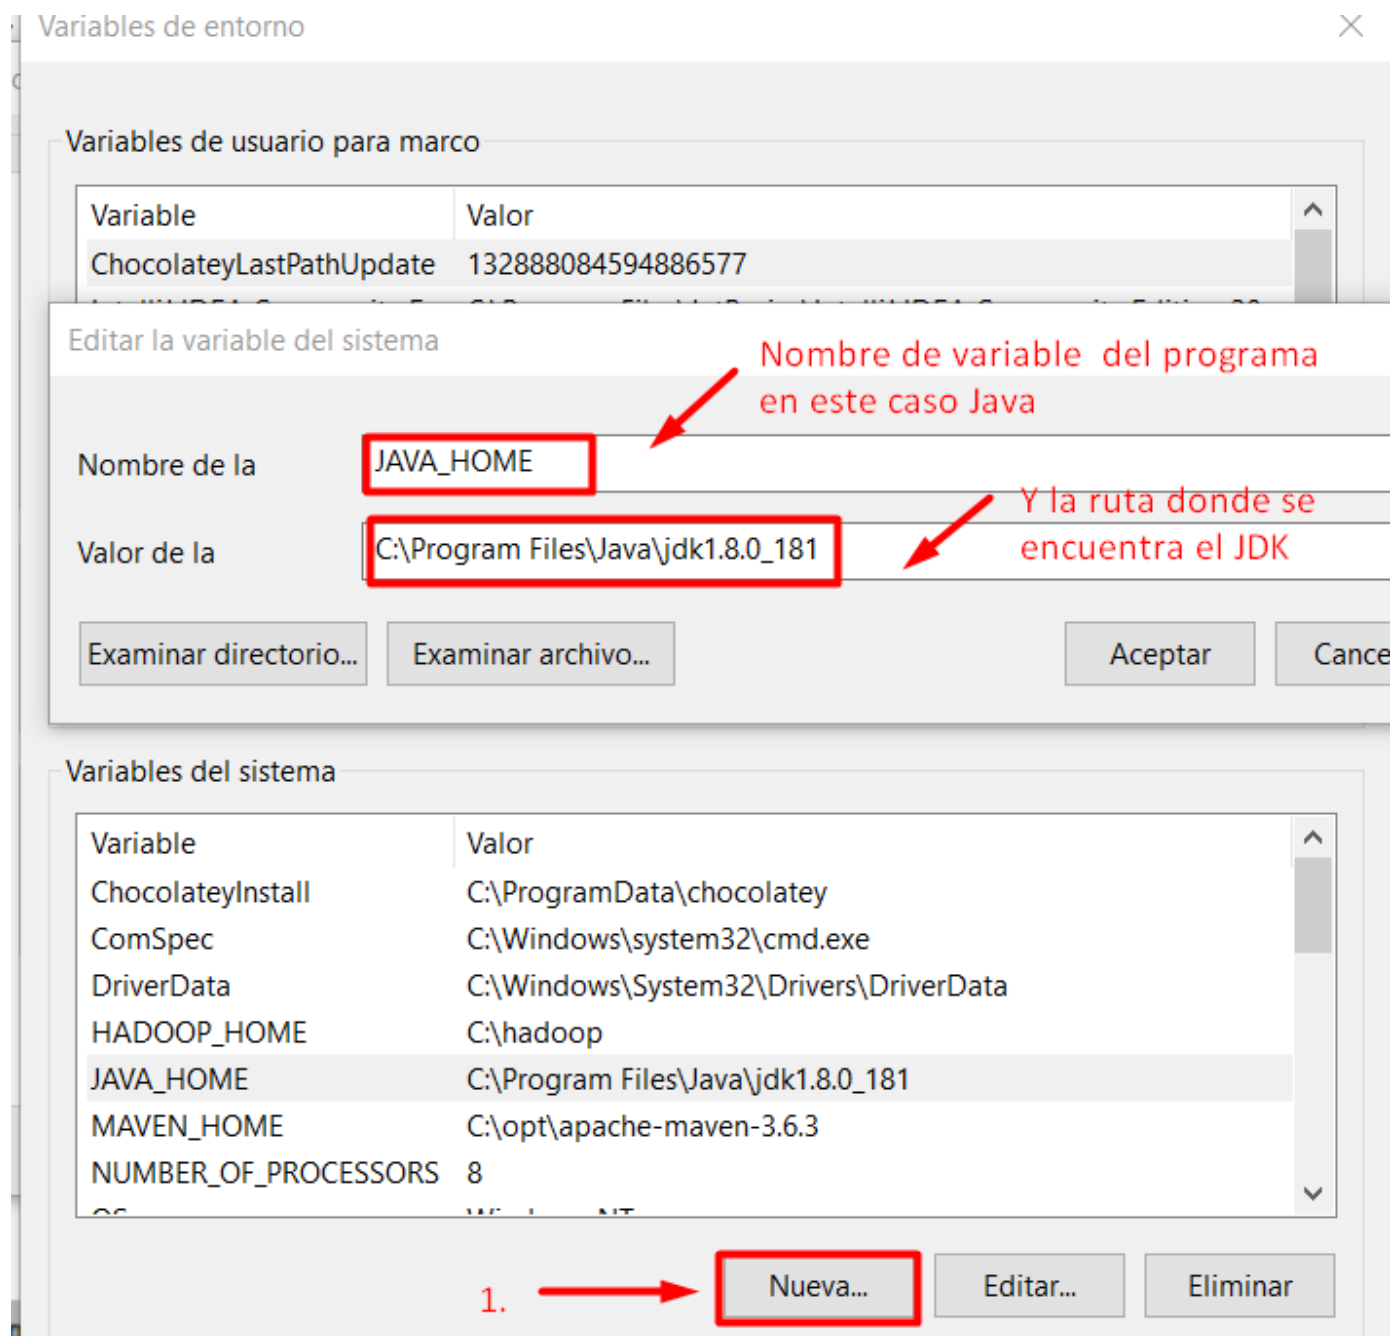 Variables de entorno
Variables de usuario para marco
Variable Valor
ChocolateyLastPathUpdate 132888084594886577
Editar la variable del sistema
Nombre de variable del programa
en este caso Java
Nombre de la JAVA_HOME
Y la ruta donde se
encuentra el JDK
Valor de la C:\Program Files\Java\jdk1.8.0_181
Examinar directorio... Examinar archivo... Aceptar Cance
Variables del sistema
Variable Valor
ChocolateyInstall C:\ProgramData\chocolatey
ComSpec C:\Windows\system32\cmd.exe
DriverData C:\Windows\System32\Drivers\DriverData
HADOOP_HOME C:\hadoop
JAVA_HOME C:\Program Files\Java\jdk1.8.0_181
MAVEN_HOME C:\opt\apache-maven-3.6.3
NUMBER_OF_PROCESSORS 8
1. Nueva... Editar... Eliminar